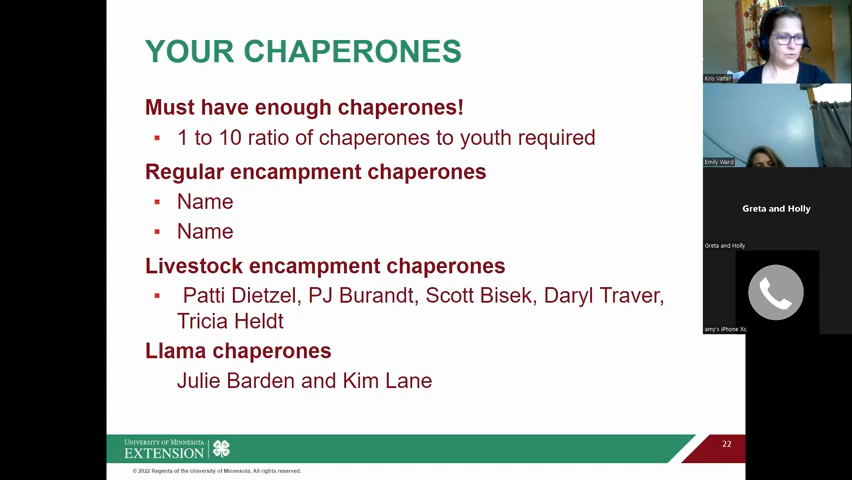 YOUR CHAPERONES
Must have enough chaperones!
▪ 1 to 10 ratio of chaperones to youth required
Regular encampment chaperones
▪ Name
▪ Name
Livestock encampment chaperones
▪ Patti Dietzel, PJ Burandt, Scott Bisek, Daryl Traver,
Tricia Heldt
Llama chaperones
Julie Barden and Kim Lane
UNIVERSITY OF MINNESOTA
EXTENSION
22
© 2022 Regents of the University of Minnesota. All rights reserved.
Kris Vatter
Emily Ward
Greta and Holly
Greta and Holly
amy's iPhone Xs